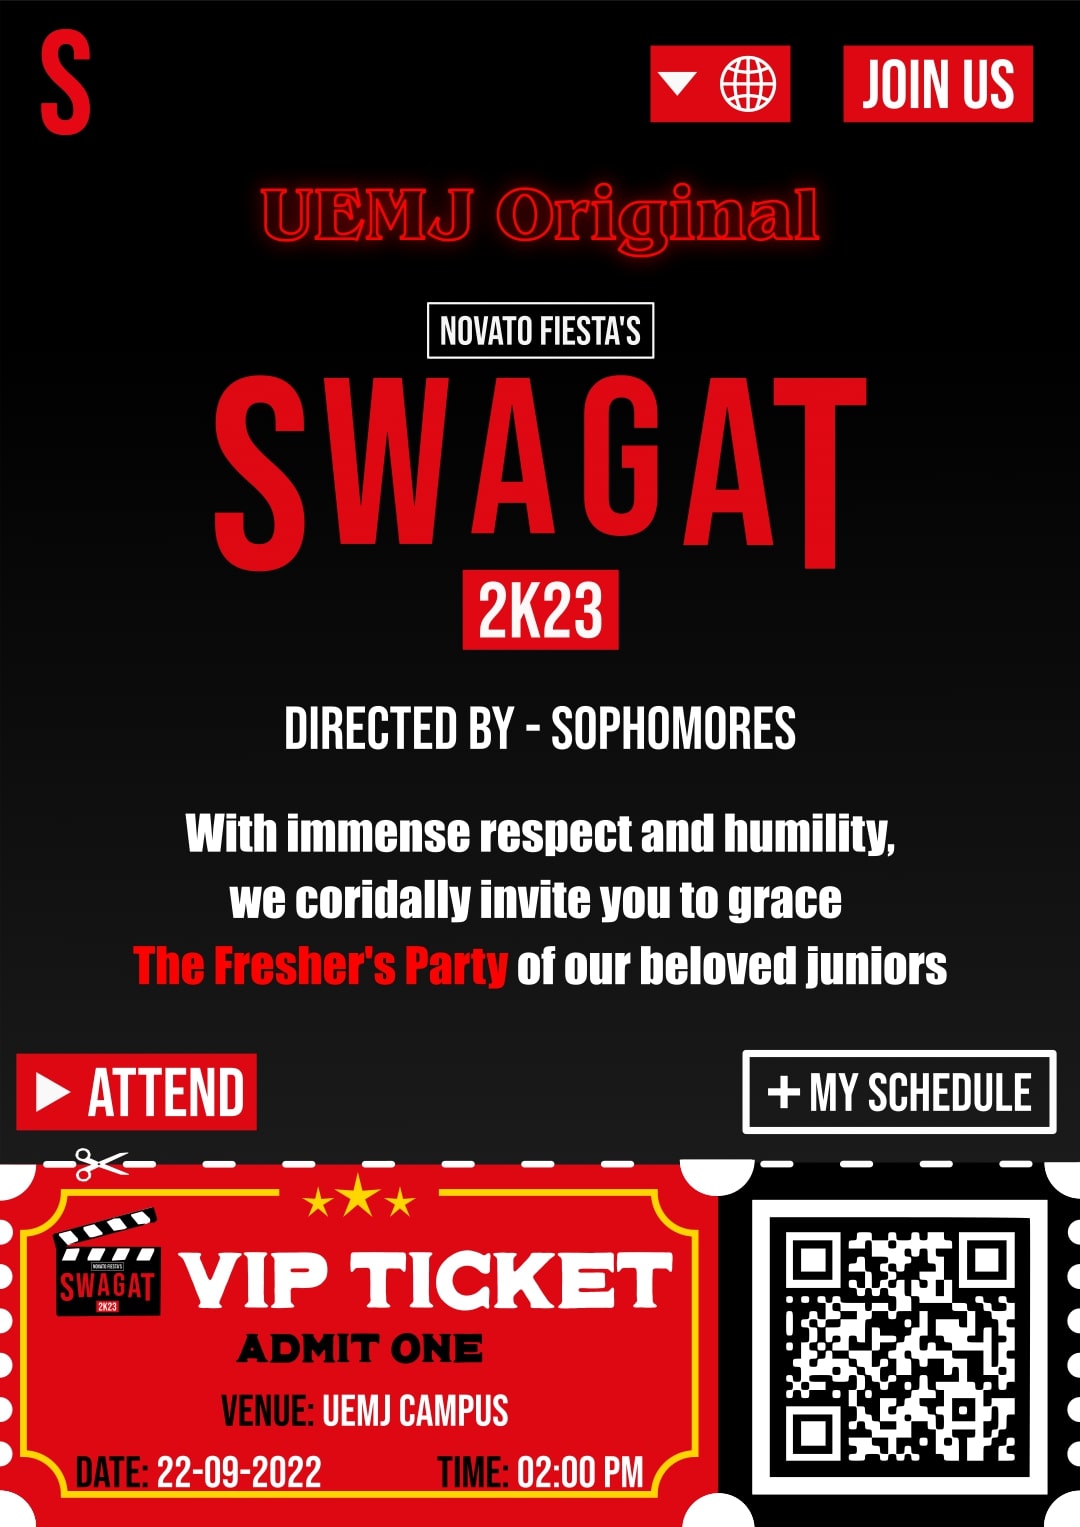 S
JOIN US
UEMJ Original
NOVATO FIESTA'S
SWAGAT
2K23
DIRECTED BY - SOPHOMORES
With immense respect and humility,
we coridally invite you to grace
The Fresher's Party of our beloved juniors
ATTEND
+ MY SCHEDULE
NOVATO FIESTA'S
SWAGAT
2K23
VIP TICKET
ADMIT ONE
VENUE: UEMJ CAMPUS
DATE: 22-09-2022 TIME: 02:00 PM